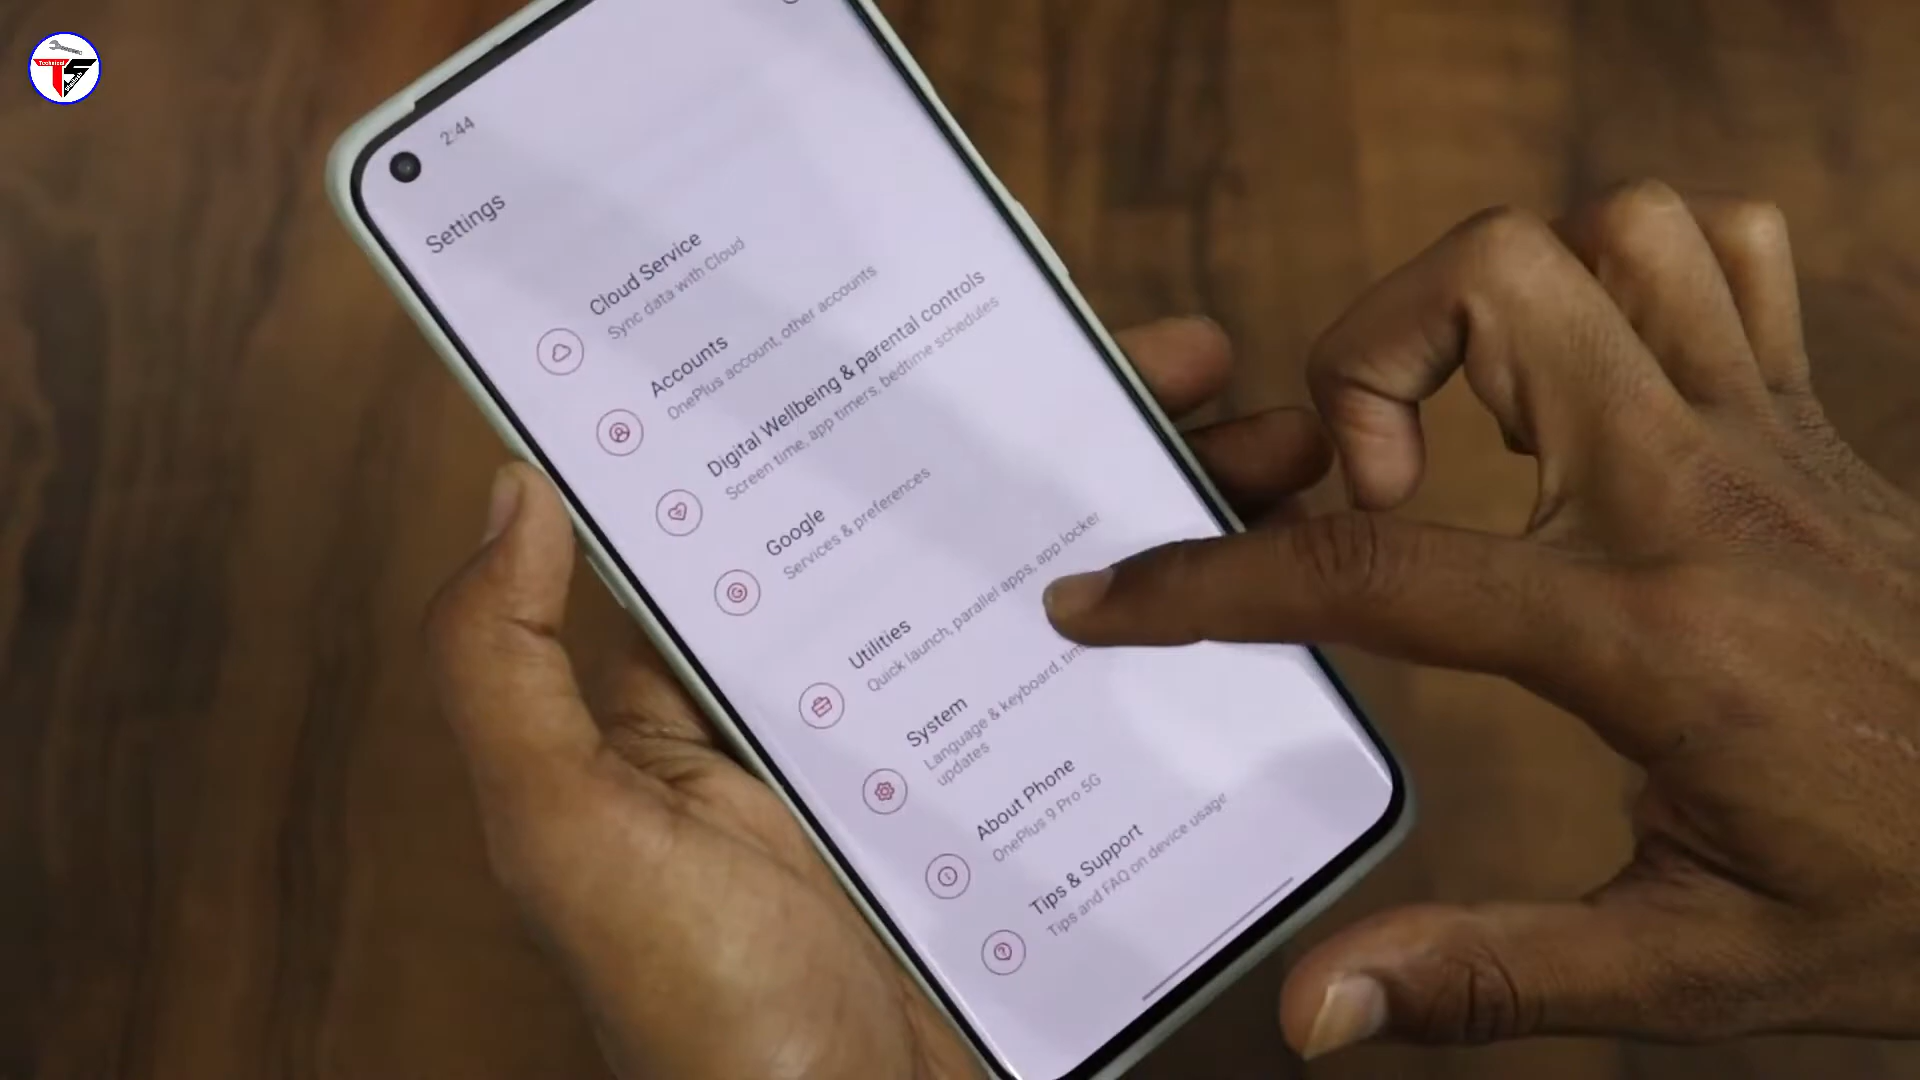 Technical
TS
2:44
Settings
Cloud Service
Sync data with Cloud
Accounts
OnePlus account, other accounts
Digital Wellbeing & parental controls
Screen time, app timers, bedtime schedules
Google
Services & preferences
Utilities
Quick launch, parallel apps, app locker
System
Language & keyboard,
updates
About Phone
OnePlus 9 Pro 5G
Tips & Support
Tips and FAQ on device usage